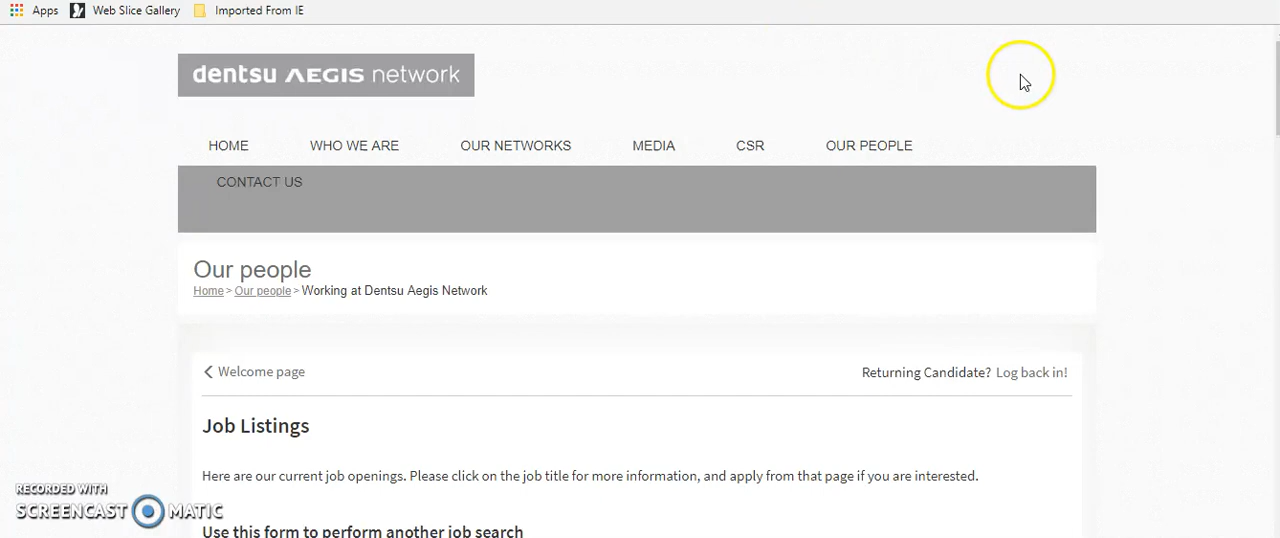 Apps Web Slice Gallery Imported From IE
dentsu AEGIS network
HOME WHO WE ARE OUR NETWORKS MEDIA CSR OUR PEOPLE
CONTACT US
Our people
Home > Our people > Working at Dentsu Aegis Network
Welcome page Returning Candidate? Log back in!
Job Listings
Here are our current job openings. Please click on the job title for more information, and apply from that page if you are interested.
Use this form to perform another job search
RECORDED WITH
SCREENCAST MATIC